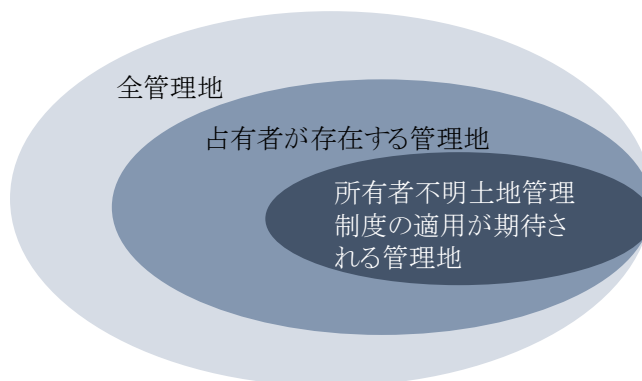 全管理地
占有者が存在する管理地
所有者不明土地管理
制度の適用が期待さ
れる管理地